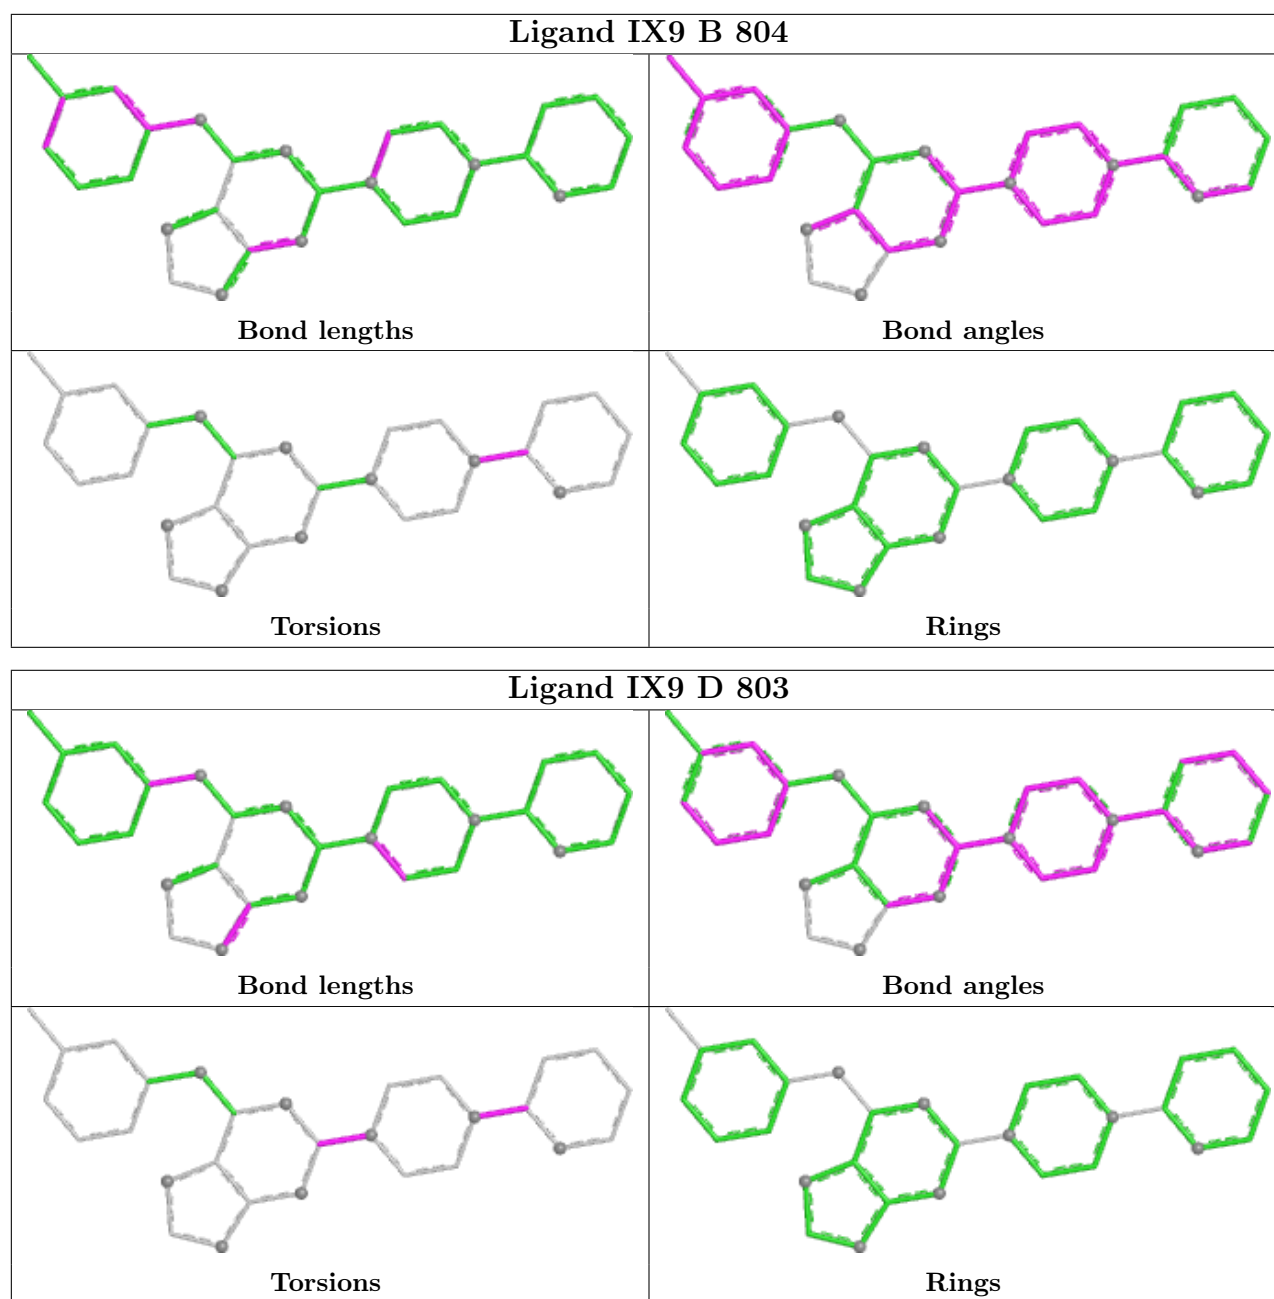 Ligand IX9 B 804
Bond lengths
Bond angles
Torsions
Rings
Ligand IX9 D 803
Bond lengths
Bond angles
Torsions
Rings